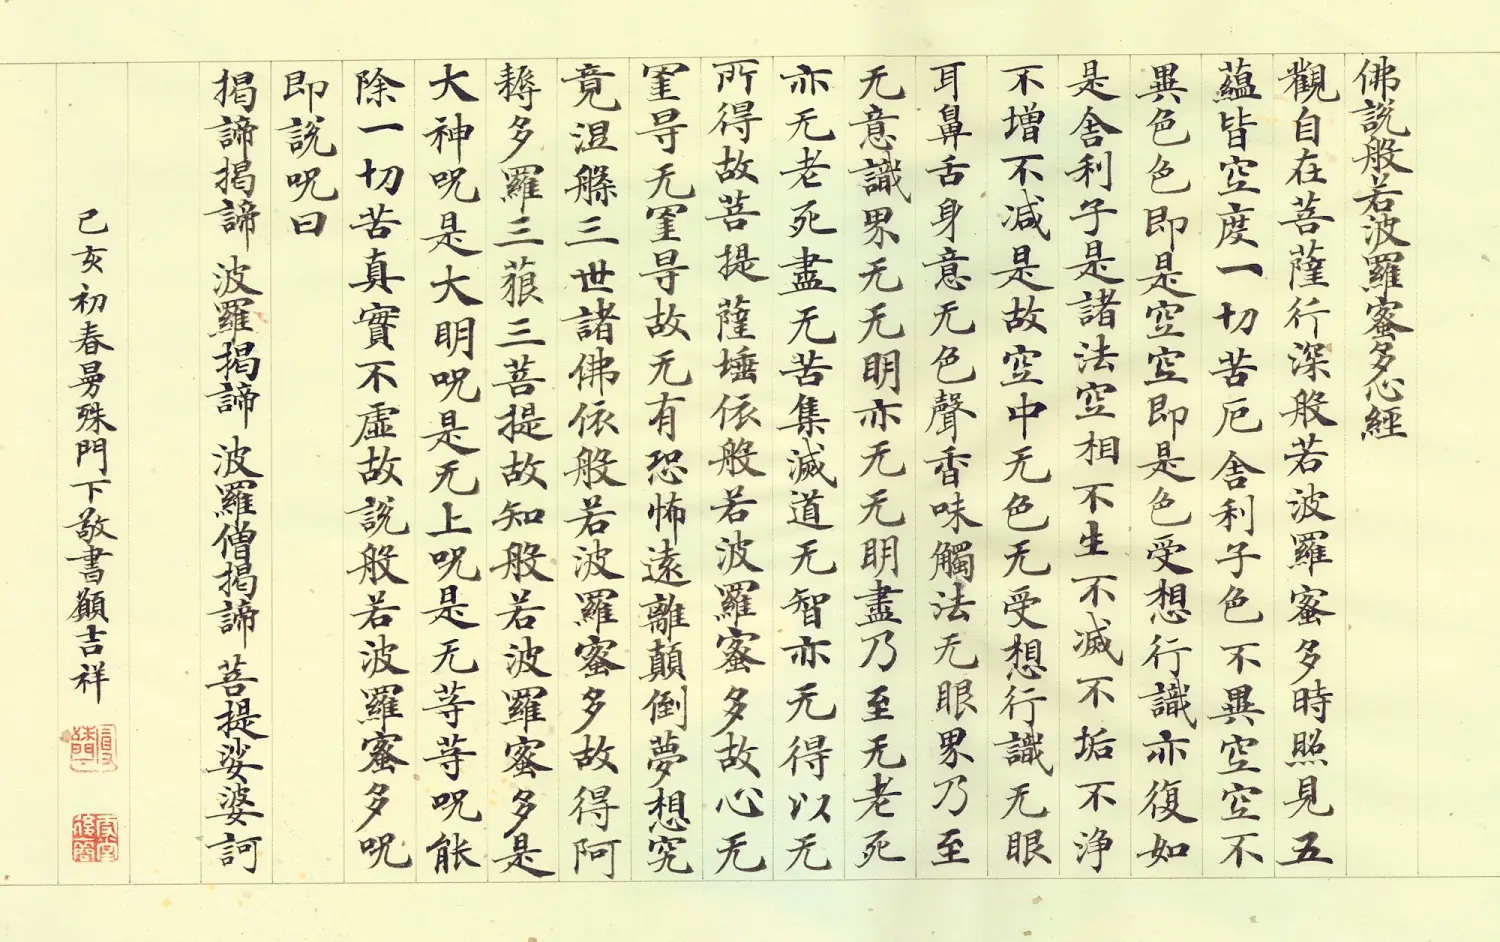 佛說般若波羅蜜多心經
觀自在菩薩行深般若波羅蜜多時照見五
蘊皆空度一切苦厄舍利子色不異空空不
異色色即是空空即是色受想行識亦復如
是舍利子是諸法空相不生不滅不垢不淨
不增不減是故空中无色无受想行識无眼
耳鼻舌身意无色聲香味觸法无眼界乃至
无意識界无无明亦无无明盡乃至无老死
亦无老死盡无苦集滅道无智亦无得以无
所得故菩提薩埵依般若波羅蜜多故心无
罣㝵无罣㝵故无有恐怖遠離顛倒夢想究
竟涅槃三世諸佛依般若波羅蜜多故得阿
耨多羅三藐三菩提故知般若波羅蜜多是
大神呪是大明呪是无上呪是无等等呪能
除一切苦真實不虛故說般若波羅蜜多呪
即說呪曰
揭諦揭諦 波羅揭諦 波羅僧揭諦 菩提娑婆訶
己亥初春曼殊門下敬書願吉祥